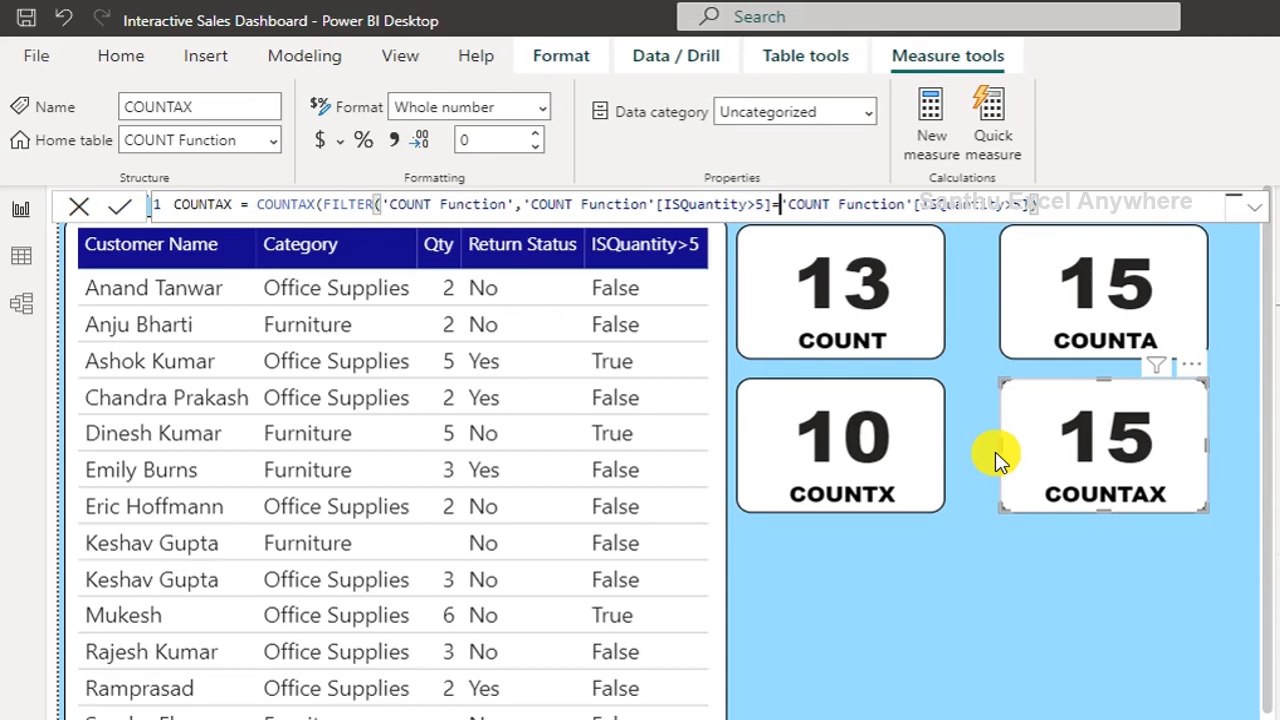 Interactive Sales Dashboard - Power BI Desktop
Search
File Home Insert Modeling View Help Format Data / Drill Table tools Measure tools
Name COUNTAX
Home table COUNT Function
Structure
Format Whole number
$ % , .00 0
Formatting
Data category Uncategorized
Properties
New measure
Quick measure
Calculations
1 COUNTAX = COUNTAX(FILTER('COUNT Function','COUNT Function'[ISQuantity>5]='COUNT Function'[ISQuantity>5])
Santhu Excel Anywhere
Customer Name Category Qty Return Status ISQuantity>5
Anand Tanwar Office Supplies 2 No False
Anju Bharti Furniture 2 No False
Ashok Kumar Office Supplies 5 Yes True
Chandra Prakash Office Supplies 2 Yes False
Dinesh Kumar Furniture 5 No True
Emily Burns Furniture 3 Yes False
Eric Hoffmann Office Supplies 2 No False
Keshav Gupta Furniture No False
Keshav Gupta Office Supplies 3 No False
Mukesh Office Supplies 6 No True
Rajesh Kumar Office Supplies 3 No False
Ramprasad Office Supplies 2 Yes False
13
COUNT
15
COUNTA
10
COUNTX
15
COUNTAX